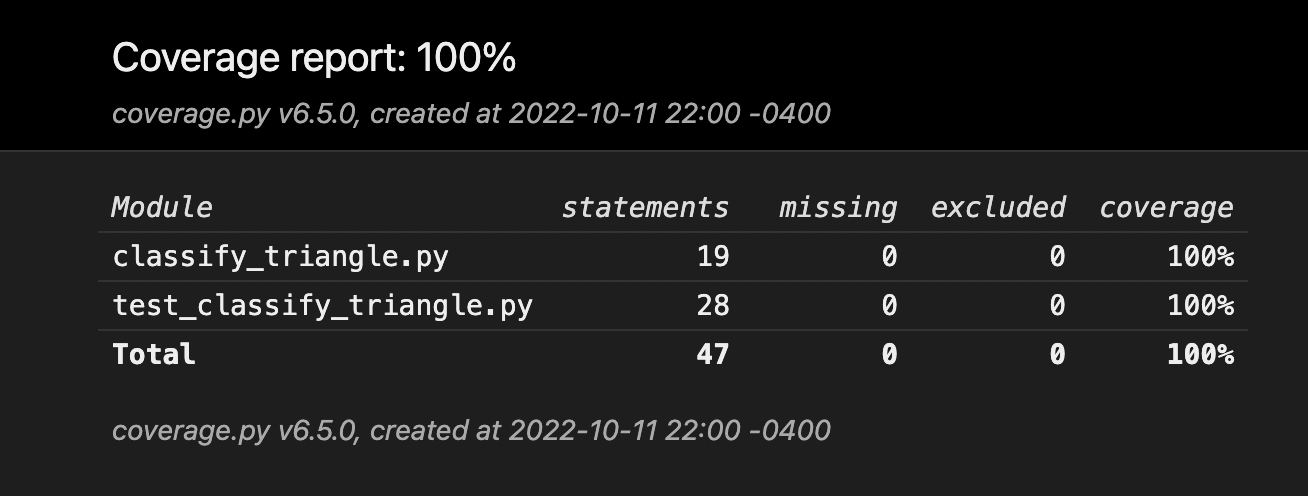 Coverage report: 100%
coverage.py v6.5.0, created at 2022-10-11 22:00 -0400
Module statements missing excluded coverage
classify_triangle.py 19 0 0 100%
test_classify_triangle.py 28 0 0 100%
Total 47 0 0 100%
coverage.py v6.5.0, created at 2022-10-11 22:00 -0400